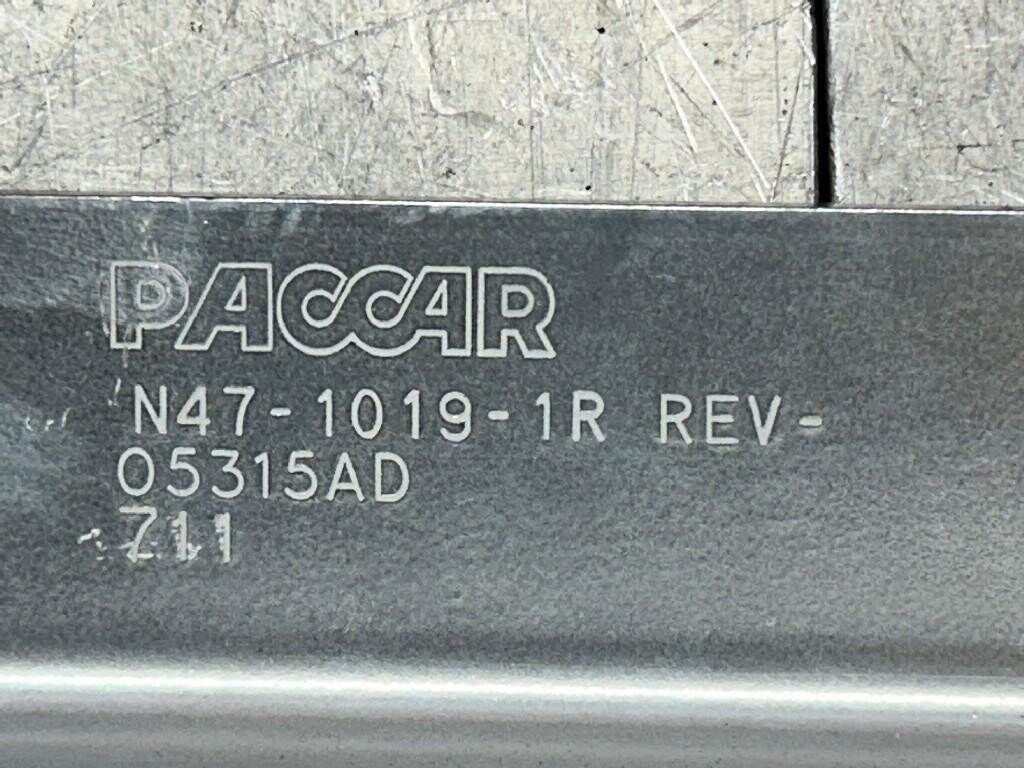 PACCAR
N47-1019-1R REV-
05315AD
711